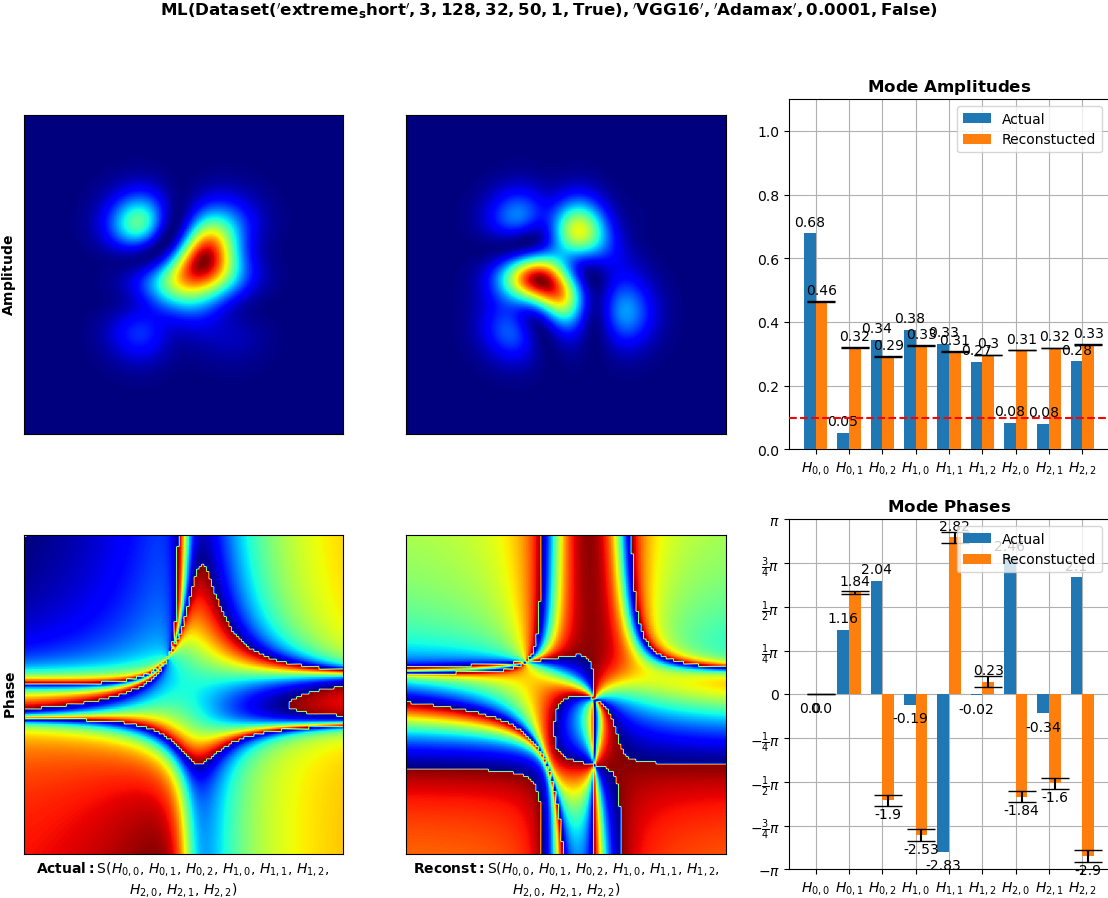 ML(Dataset('extreme_short', 3, 128, 32, 50, 1, True), 'VGG16', 'Adamax', 0.0001, False)
Amplitude
Mode Amplitudes
Actual
Reconstucted
1.0
0.8
0.6
0.4
0.2
0.0
0.68 0.46 0.05 0.32 0.34 0.29 0.38 0.33 0.33 0.31 0.27 0.3 0.08 0.31 0.08 0.32 0.28 0.33
H0,0 H0,1 H0,2 H1,0 H1,1 H1,2 H2,0 H2,1 H2,2
Phase
Actual: S(H0,0, H0,1, H0,2, H1,0, H1,1, H1,2,
H2,0, H2,1, H2,2)
Reconst: S(H0,0, H0,1, H0,2, H1,0, H1,1, H1,2,
H2,0, H2,1, H2,2)
Mode Phases
Actual
Reconstucted
π
3/4π
1/2π
1/4π
0
−1/4π
−1/2π
−3/4π
−π
0.0 0.0 1.16 1.84 2.04 -1.9 -0.19 -2.53 -2.83 2.82 -0.02 0.23 2.46 -1.84 -0.34 -1.6 2.1 -2.9
H0,0 H0,1 H0,2 H1,0 H1,1 H1,2 H2,0 H2,1 H2,2